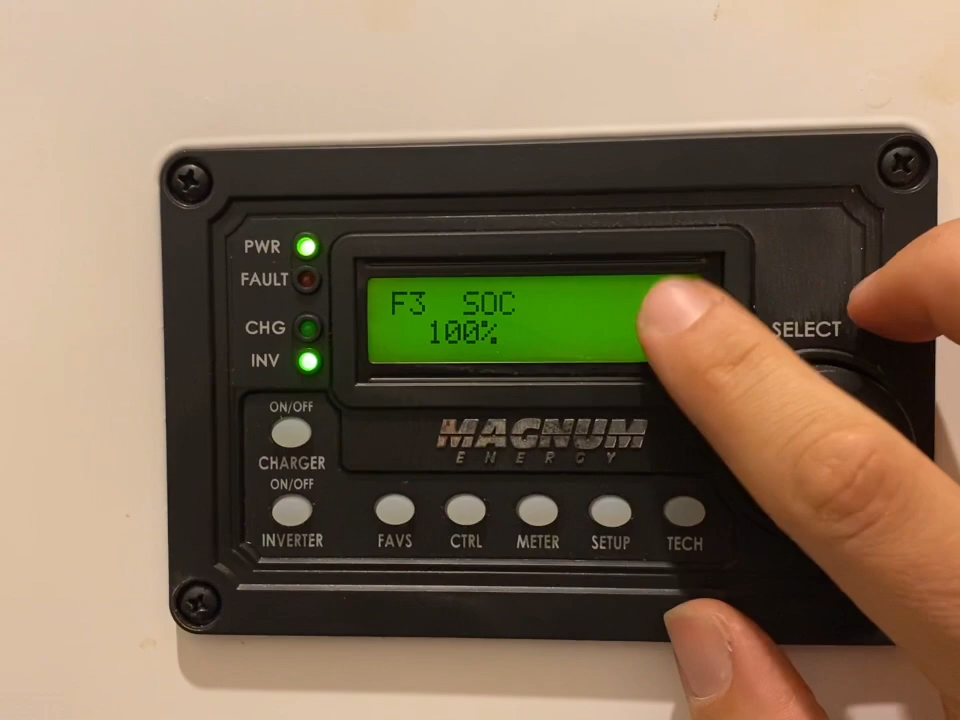 PWR
FAULT
CHG
INV
F3 SOC
100%
SELECT
MAGNUM
ENERGY
ON/OFF
CHARGER
ON/OFF
INVERTER
FAVS
CTRL
METER
SETUP
TECH